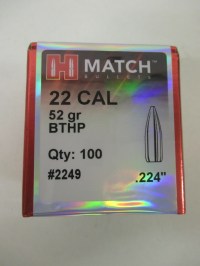 H MATCH
BULLETS
22 CAL
52 gr
BTHP
Qty: 100
#2249
.224"